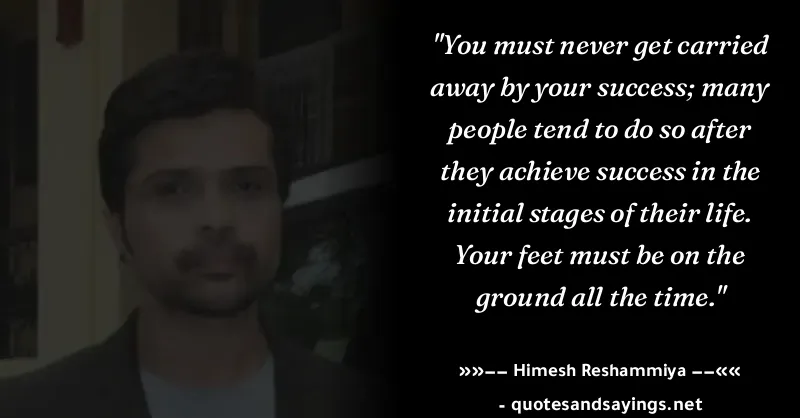 "You must never get carried
away by your success; many
people tend to do so after
they achieve success in the
initial stages of their life.
Your feet must be on the
ground all the time."
»»−− Himesh Reshammiya −−««
- quotesandsayings.net